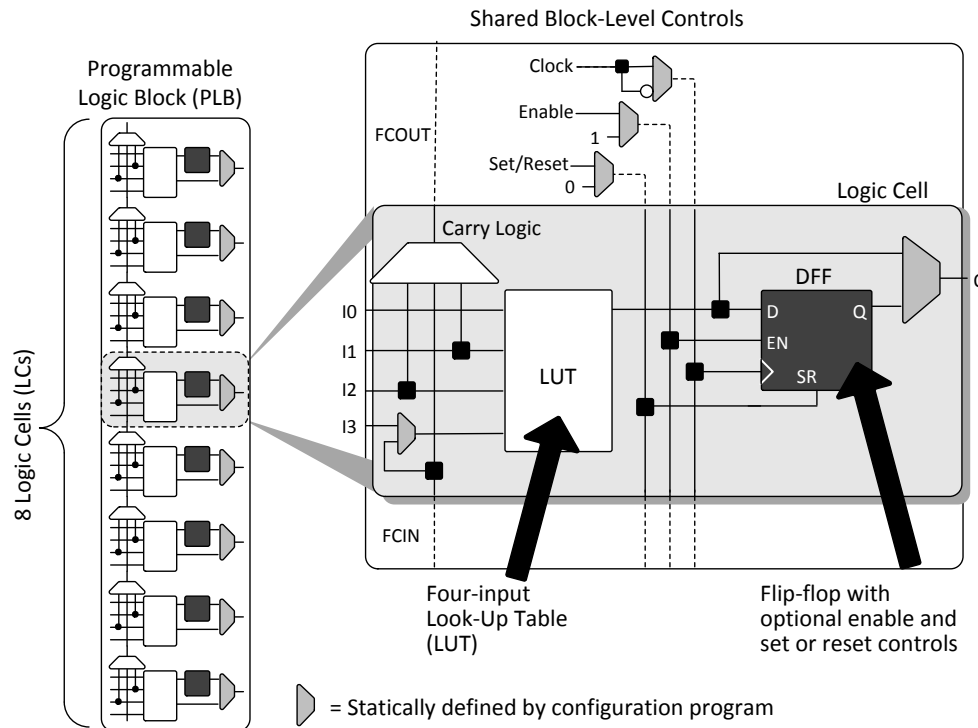 Shared Block-Level Controls
Programmable
Logic Block (PLB)
Clock
Enable
1
FCOUT
Set/Reset
0
Logic Cell
Carry Logic
DFF
I0
D
Q
I1
EN
LUT
I2
SR
I3
8 Logic Cells (LCs)
FCIN
Four-input
Look-Up Table
(LUT)
Flip-flop with
optional enable and
set or reset controls
= Statically defined by configuration program